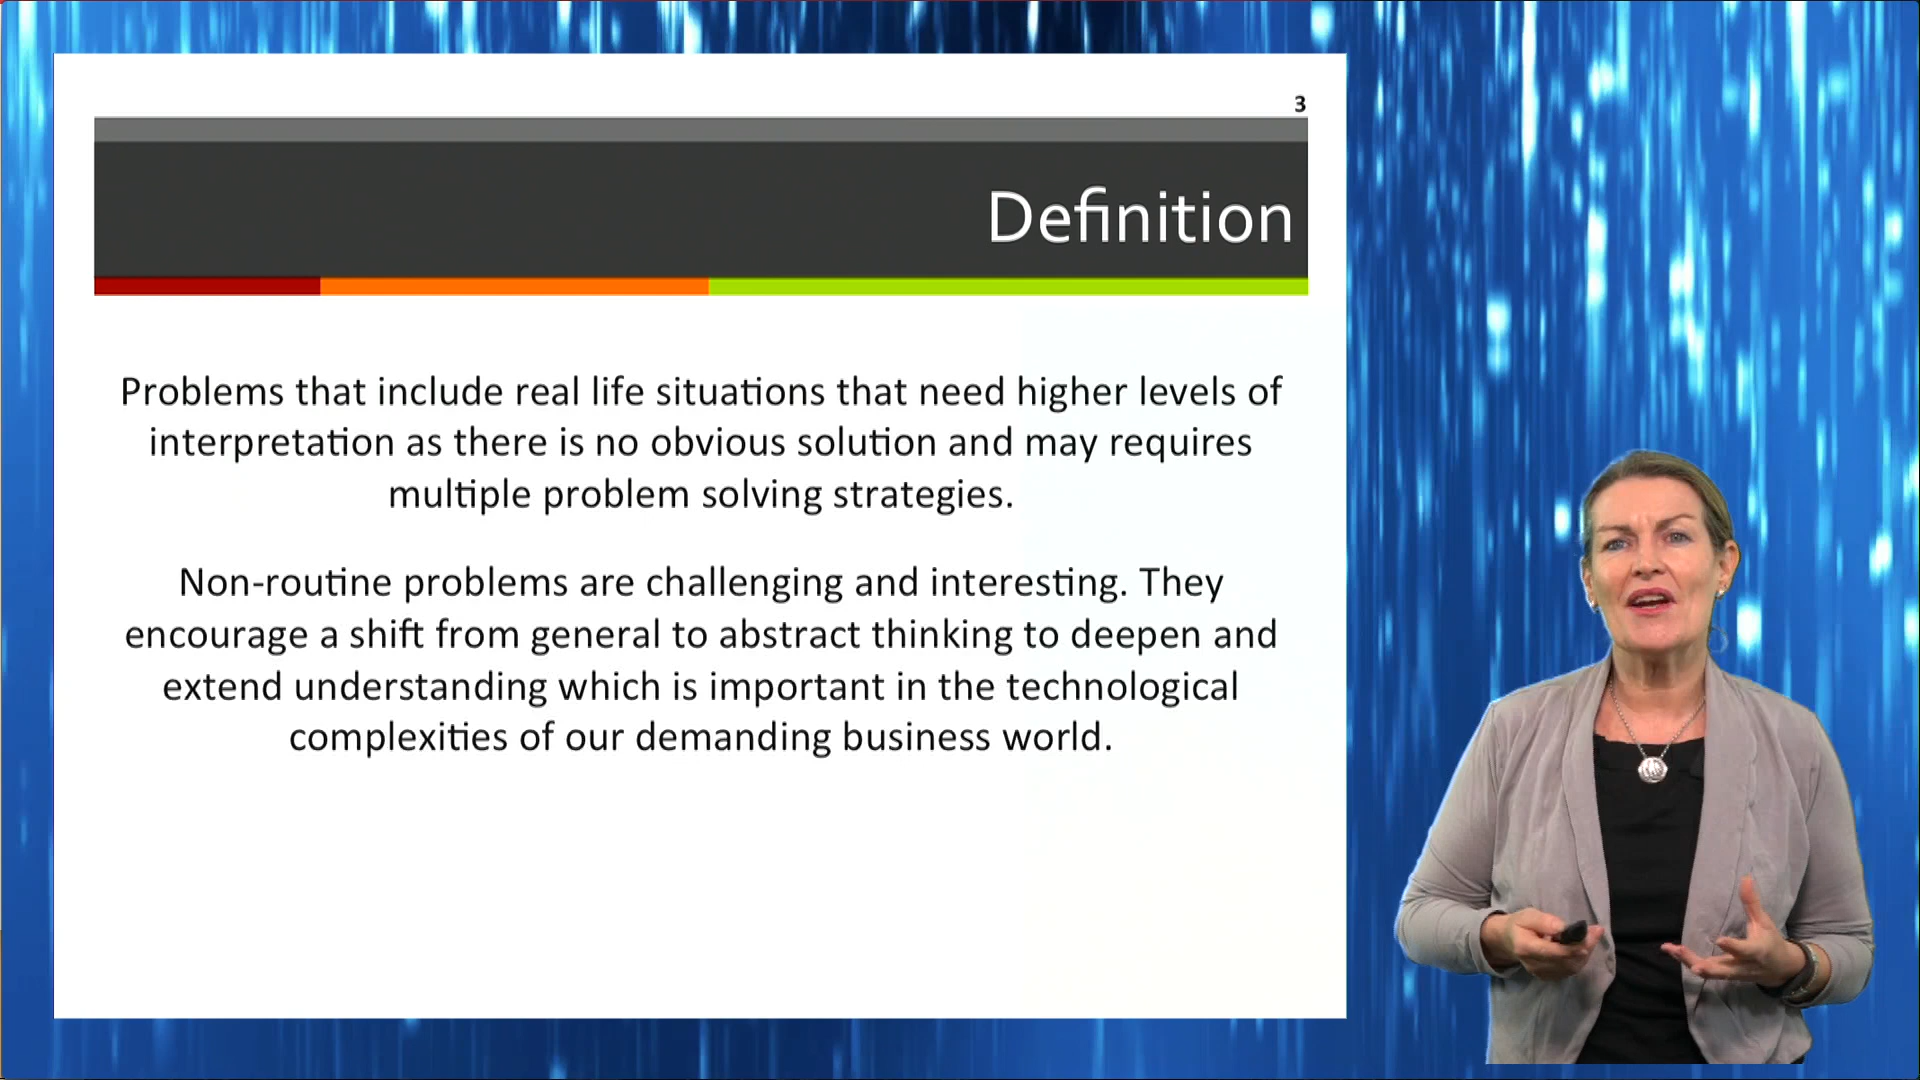 3
Definition
Problems that include real life situations that need higher levels of
interpretation as there is no obvious solution and may requires
multiple problem solving strategies.
Non-routine problems are challenging and interesting. They
encourage a shift from general to abstract thinking to deepen and
extend understanding which is important in the technological
complexities of our demanding business world.